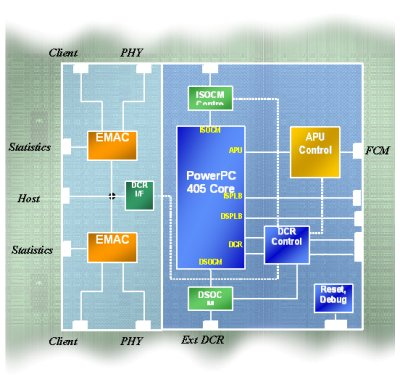 Client
PHY
ISOCM
Contro
Statistics
EMAC
ISOCM
APU
PowerPC
405 Core
APU
Control
FCM
ISPLB
Host
DCR
I/F
DSPLB
Statistics
EMAC
DCR
DCR
Control
DSOCM
DSOC
M
Reset,
Debug
Client
PHY
Ext DCR